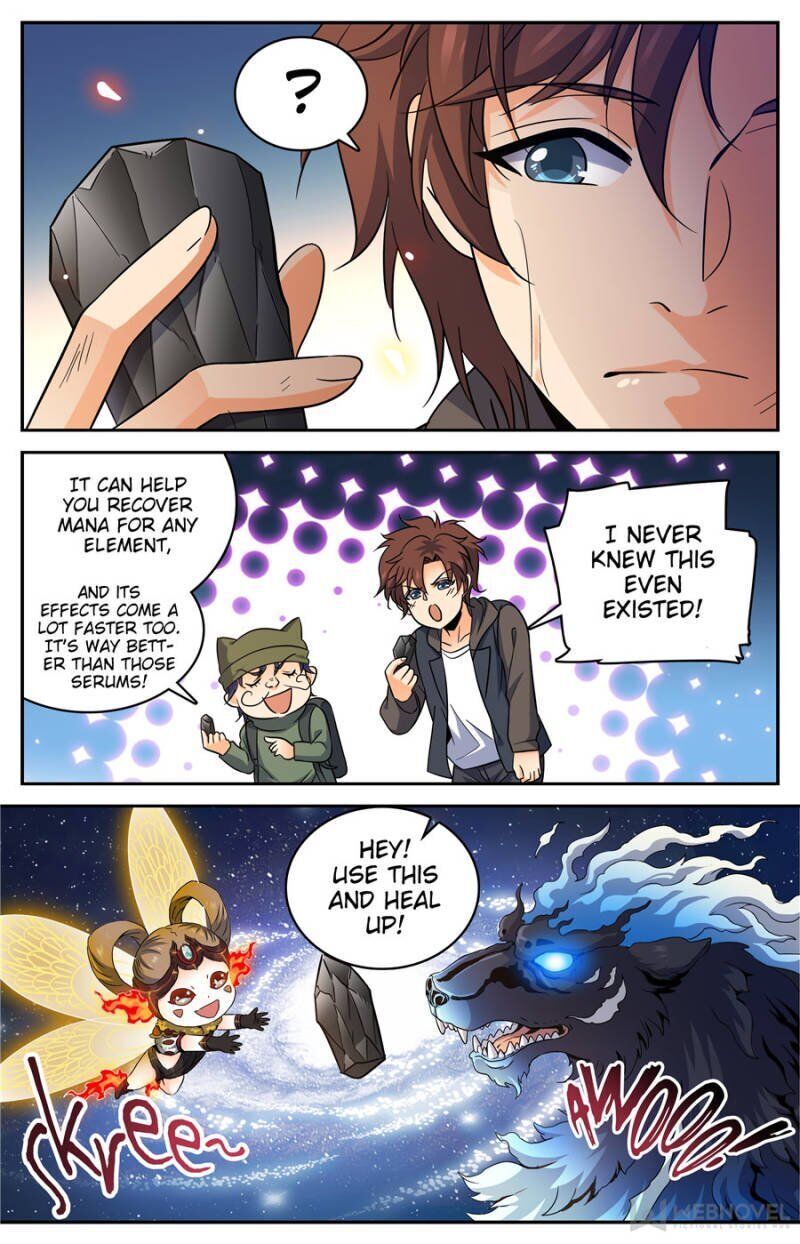 ?
IT CAN HELP
YOU RECOVER
MANA FOR ANY
ELEMENT,
AND ITS
EFFECTS COME A
LOT FASTER TOO.
IT'S WAY BETT-
ER THAN THOSE
SERUMS!
I NEVER
KNEW THIS
EVEN
EXISTED!
HEY!
USE THIS
AND HEAL
UP!
SKREE~
AWOOO!
WEBNOVEL